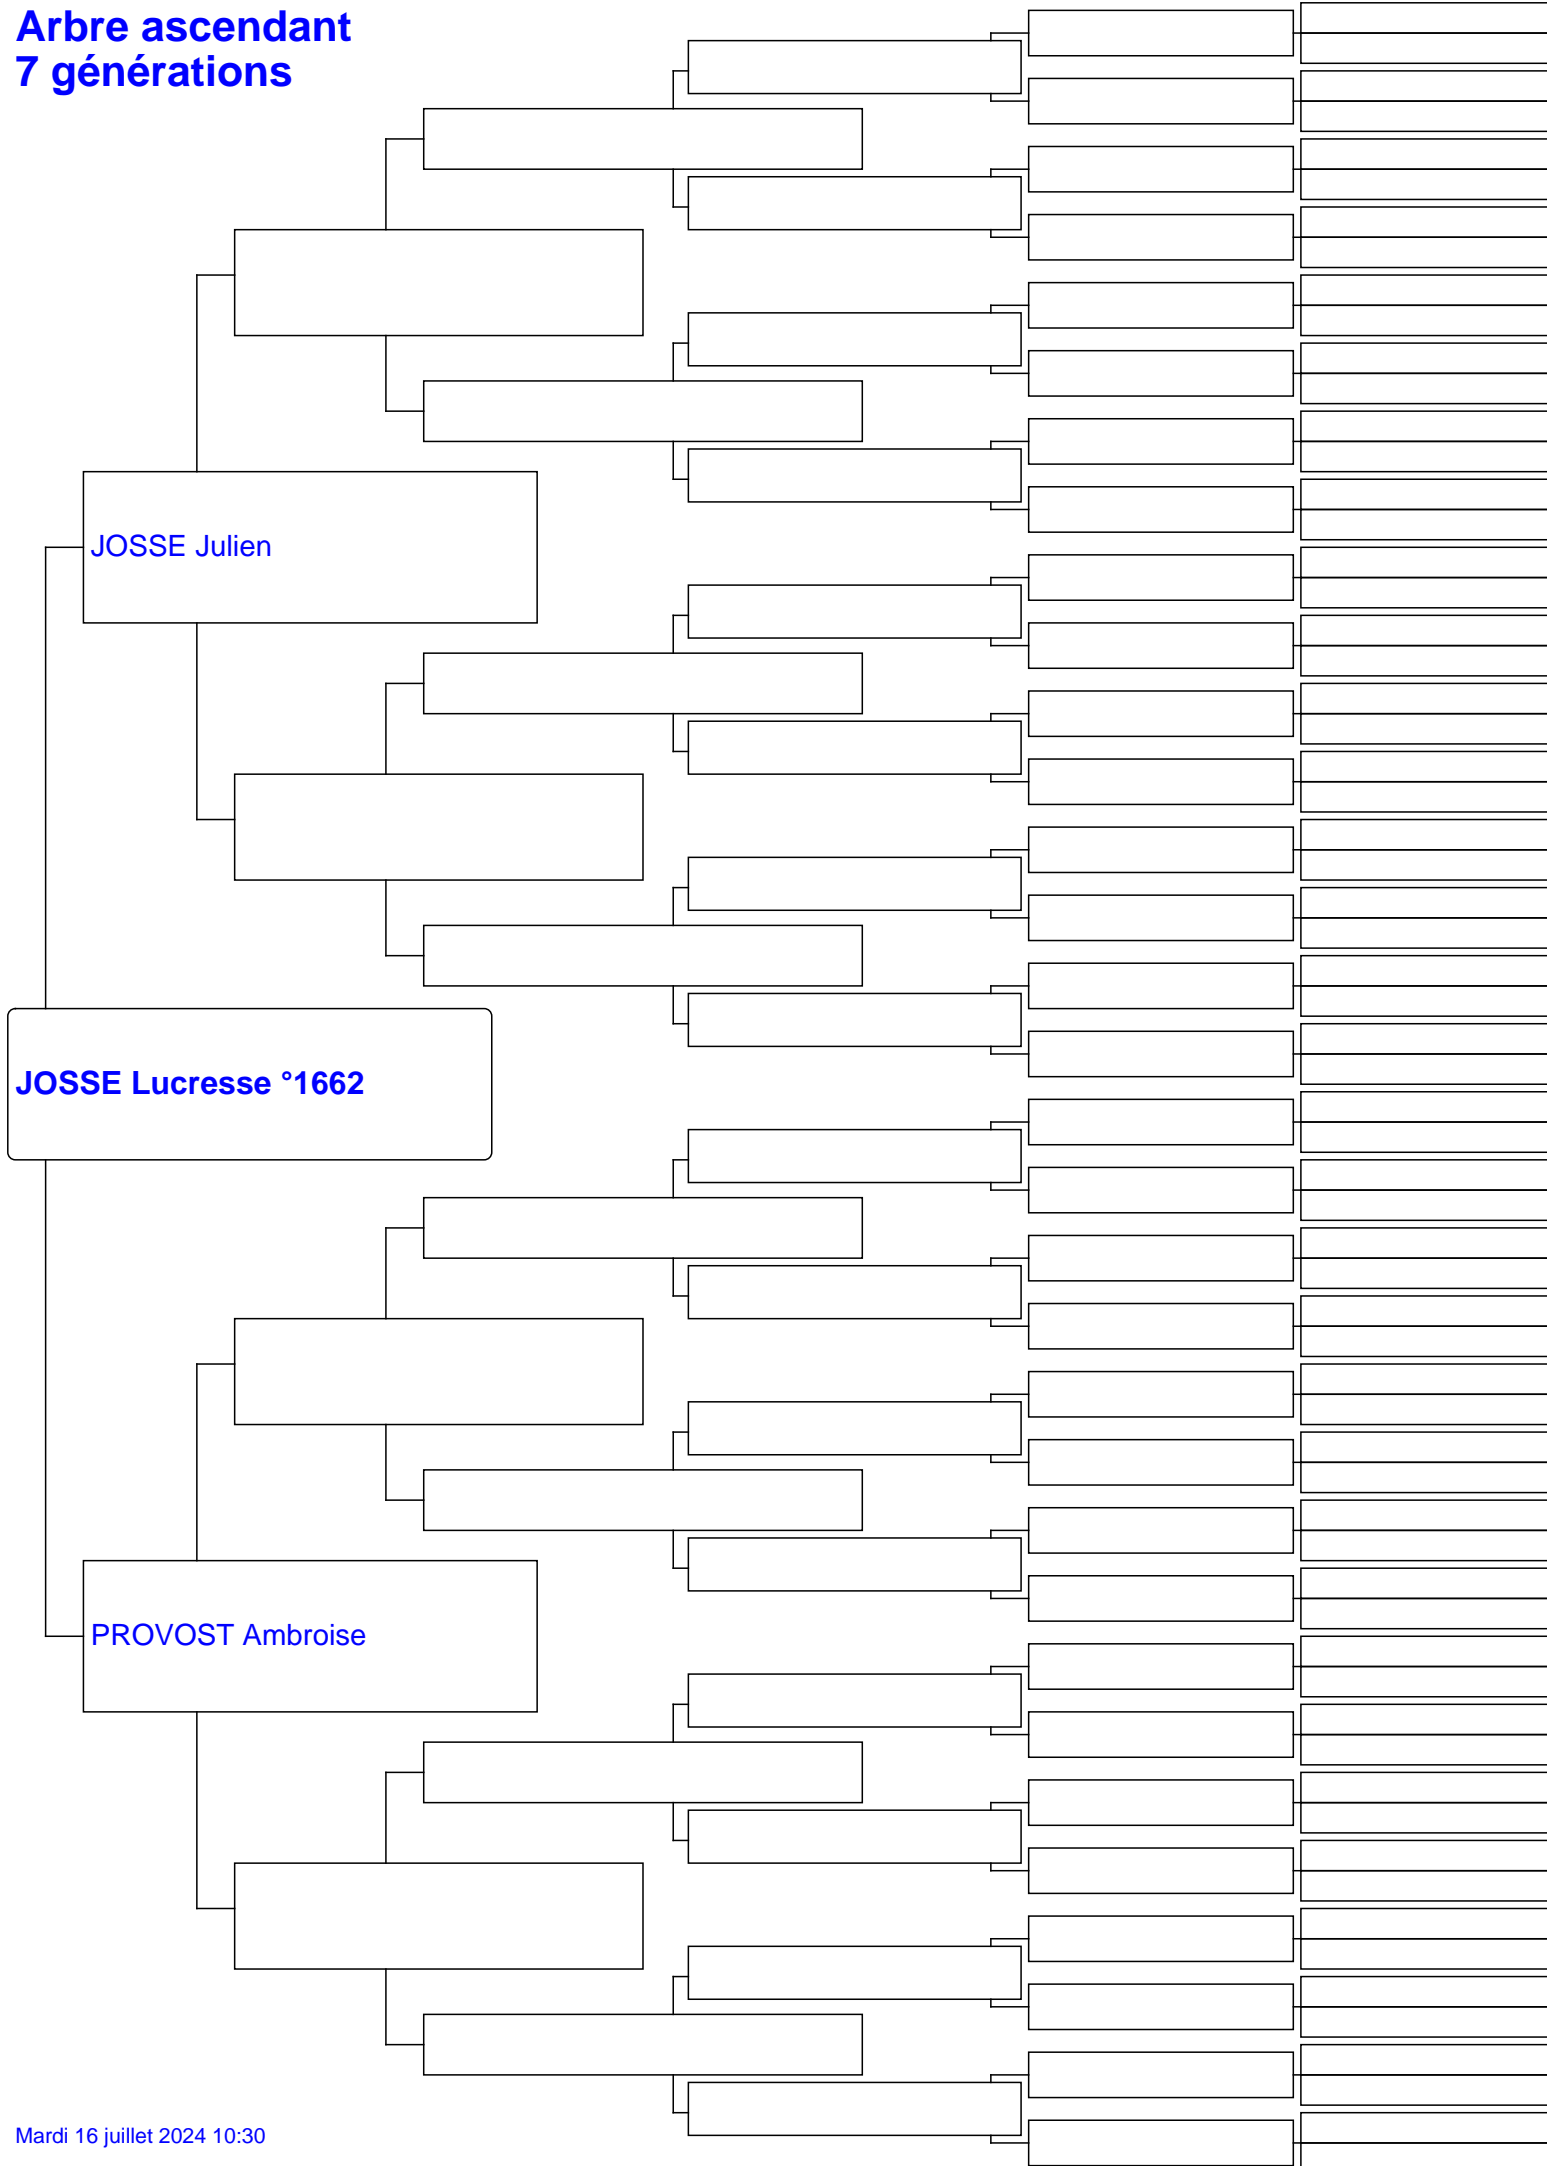 Arbre ascendant
7 générations
JOSSE Julien
JOSSE Lucresse °1662
PROVOST Ambroise
Mardi 16 juillet 2024 10:30